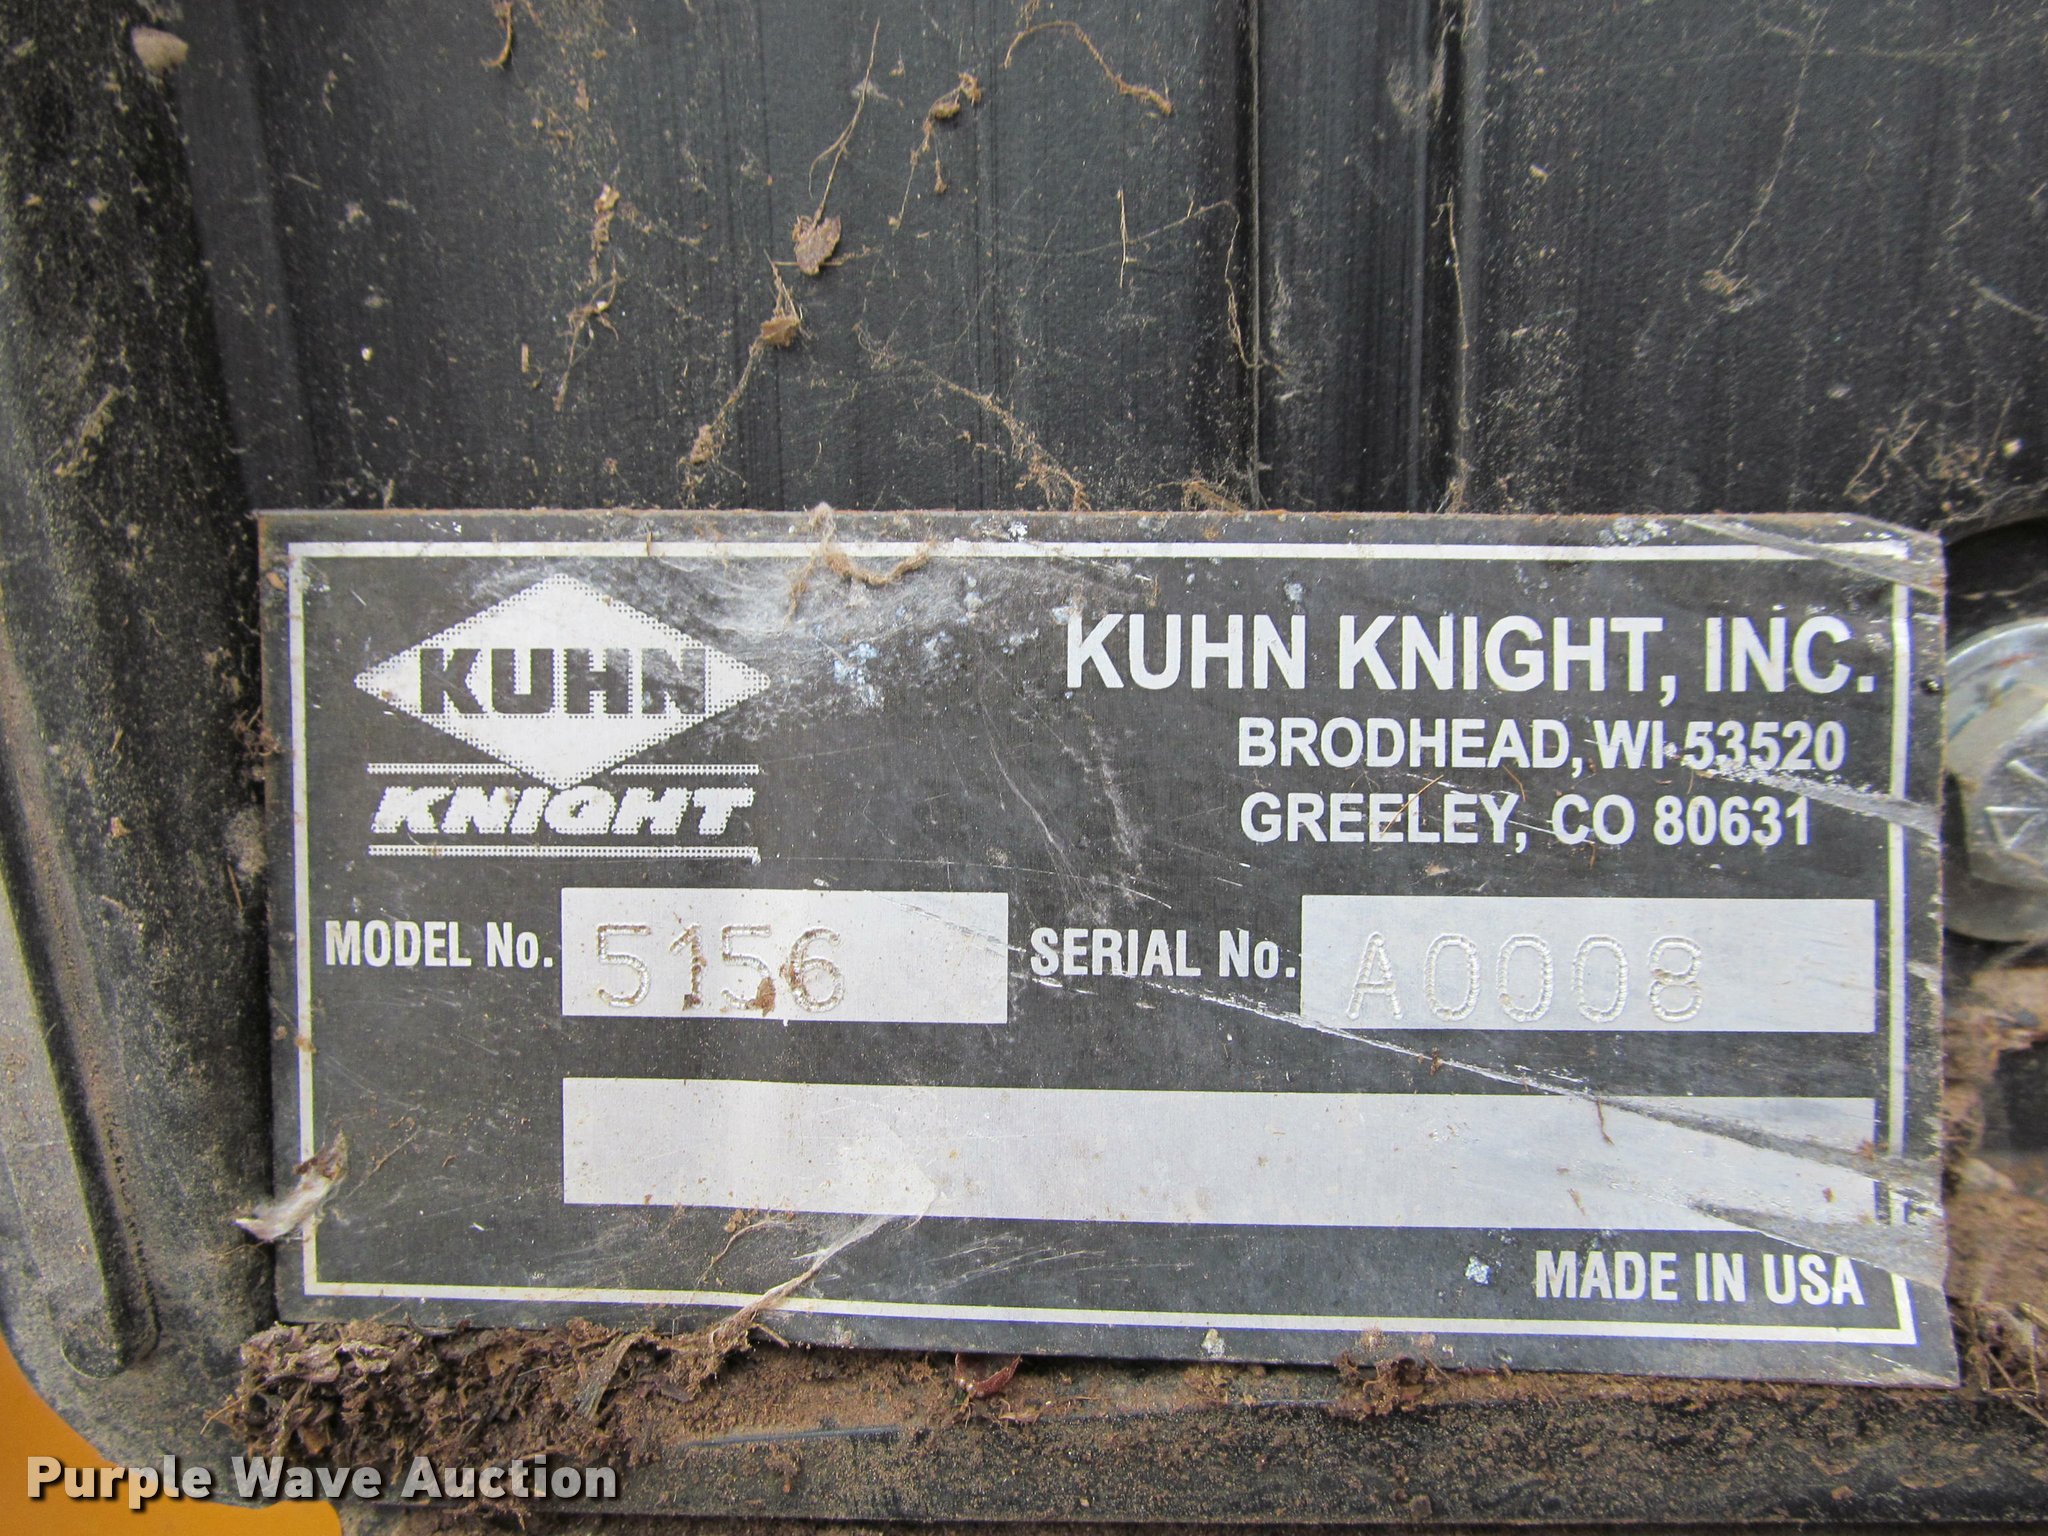 KUHN
KNIGHT
KUHN KNIGHT, INC.
BRODHEAD, WI 53520
GREELEY, CO 80631
MODEL No. 5156 SERIAL No. A0008
MADE IN USA
Purple Wave Auction